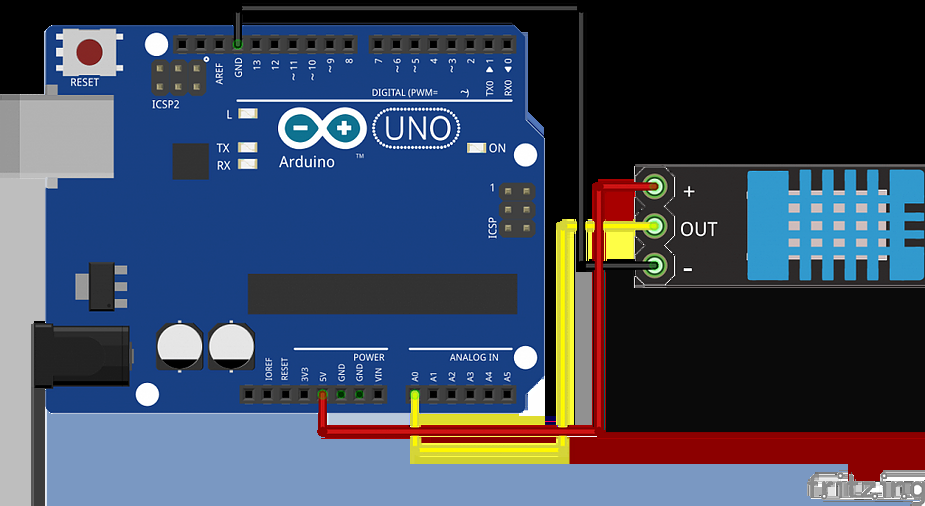 RESET
ICSP2
AREF
GND
13
12
~ 11
~ 10
~ 9
8
7
~ 6
~ 5
4
~ 3
2
TX0 ▶ 1
RX0 ◀ 0
DIGITAL (PWM= ~)
L
TX
RX
Arduino
™
UNO
ON
1
ICSP
+
OUT
-
POWER
ANALOG IN
IOREF
RESET
3V3
5V
GND
GND
VIN
A0
A1
A2
A3
A4
A5
fritzing